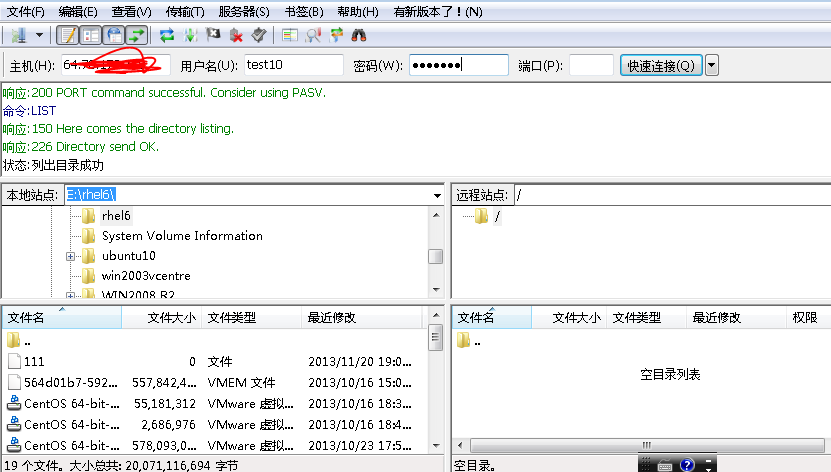 文件(F) 编辑(E) 查看(V) 传输(T) 服务器(S) 书签(B) 帮助(H) 有新版本了！(N)
主机(H): 用户名(U): test10 密码(W): ●●●●●●● 端口(P): 快速连接(Q)
响应:200 PORT command successful. Consider using PASV.
命令:LIST
响应:150 Here comes the directory listing.
响应:226 Directory send OK.
状态:列出目录成功
本地站点: E:\rhel6\
rhel6
System Volume Information
ubuntu10
win2003vcentre
WIN2008 R2
远程站点: /
/
文件名 文件大小 文件类型 最近修改
..
111 0 文件 2013/11/20 19:0...
564d01b7-592... 557,842,4... VMEM 文件 2013/10/16 15:0...
CentOS 64-bit-... 55,181,312 VMware 虚拟... 2013/10/16 18:3...
CentOS 64-bit-... 2,686,976 VMware 虚拟... 2013/10/16 18:4...
CentOS 64-bit-... 578,093,0... VMware 虚拟... 2013/10/23 17:5...
19 个文件。大小总共: 20,071,116,694 字节
文件名 文件大小 文件类型 最近修改 权限
..
空目录列表
空目录。